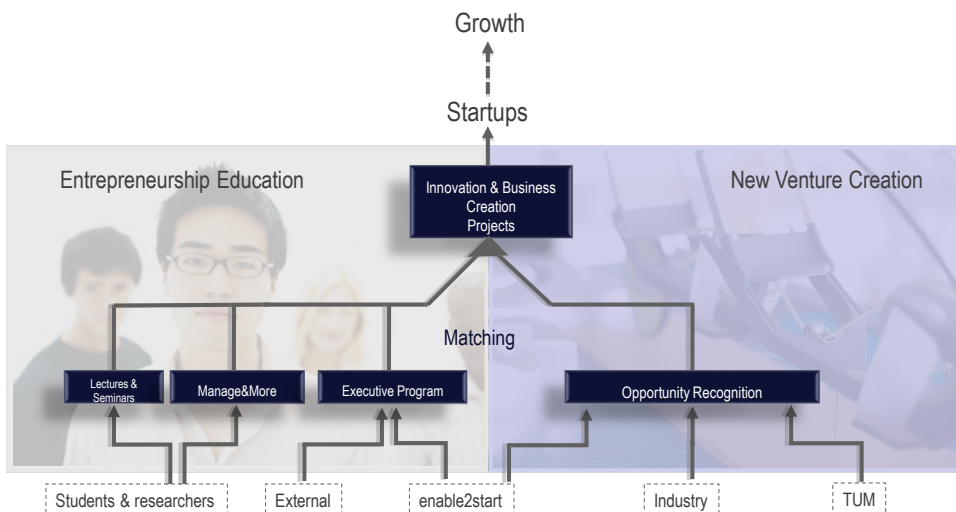 Growth
Startups
Entrepreneurship Education
Innovation & Business
Creation
Projects
New Venture Creation
Matching
Lectures &
Seminars
Manage&More
Executive Program
Opportunity Recognition
Students & researchers
External
enable2start
Industry
TUM